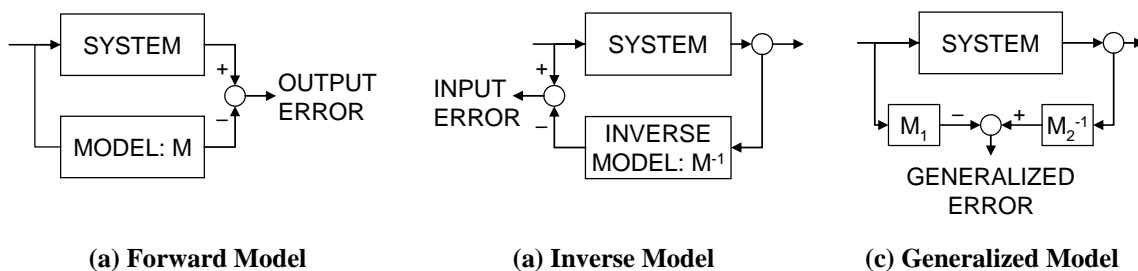 SYSTEM
+
OUTPUT
ERROR
−
MODEL: M
(a) Forward Model
SYSTEM
+
INPUT
ERROR
−
INVERSE
MODEL: M⁻¹
(a) Inverse Model
SYSTEM
M₁
−
+
M₂⁻¹
GENERALIZED
ERROR
(c) Generalized Model